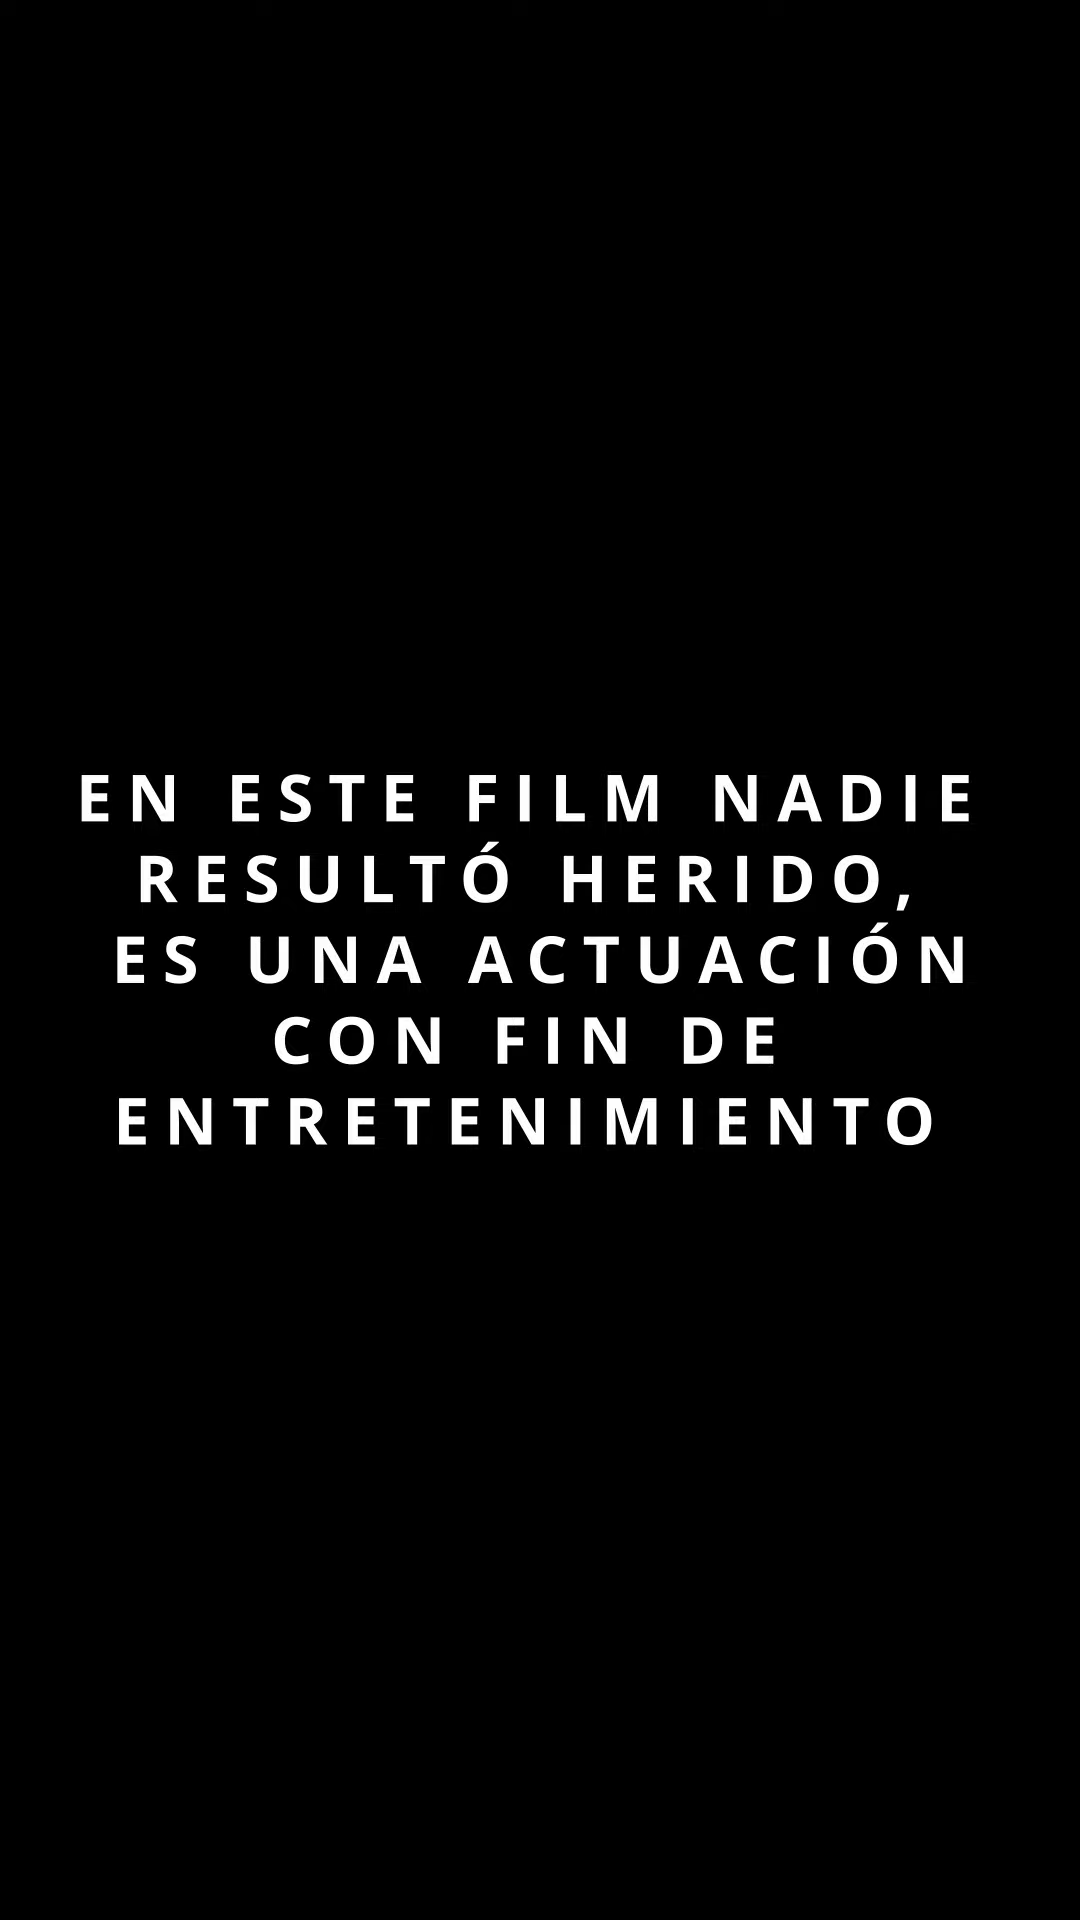 EN ESTE FILM NADIE
RESULTÓ HERIDO,
ES UNA ACTUACIÓN
CON FIN DE
ENTRETENIMIENTO